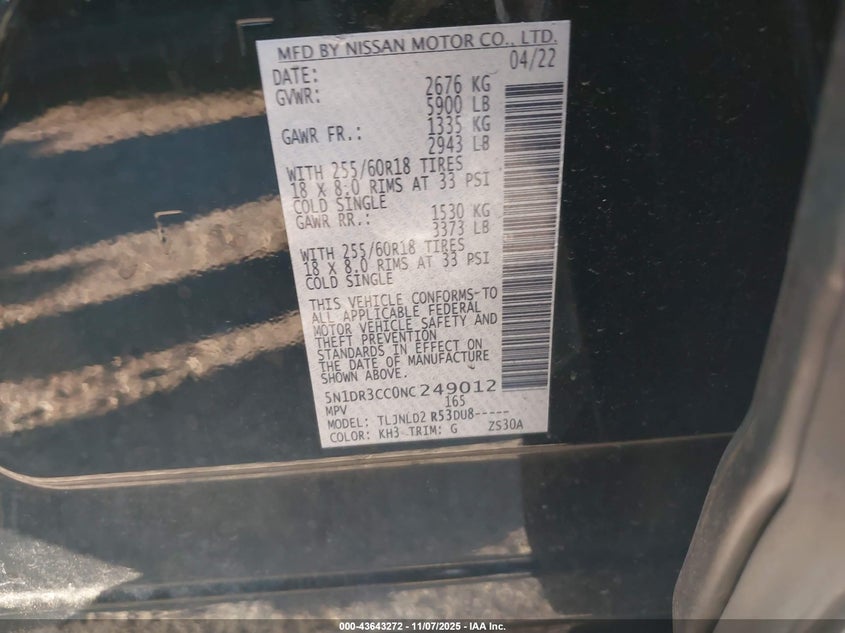 MFD BY NISSAN MOTOR CO., LTD.
DATE: 04/22
GVWR: 2676 KG
5900 LB
GAWR FR.: 1335 KG
2943 LB
WITH 255/60R18 TIRES
18 X 8.0 RIMS AT 33 PSI
COLD SINGLE
GAWR RR.: 1530 KG
3373 LB
WITH 255/60R18 TIRES
18 X 8.0 RIMS AT 33 PSI
COLD SINGLE
THIS VEHICLE CONFORMS TO
ALL APPLICABLE FEDERAL
MOTOR VEHICLE SAFETY AND
THEFT PREVENTION
STANDARDS IN EFFECT ON
THE DATE OF MANUFACTURE
SHOWN ABOVE.
5N1DR3CC0NC249012
MPV 165
MODEL: TLJNLD2 R53DU8-----
COLOR: KH3 TRIM: G ZS30A
000-43643272 - 11/07/2025 - IAA Inc.